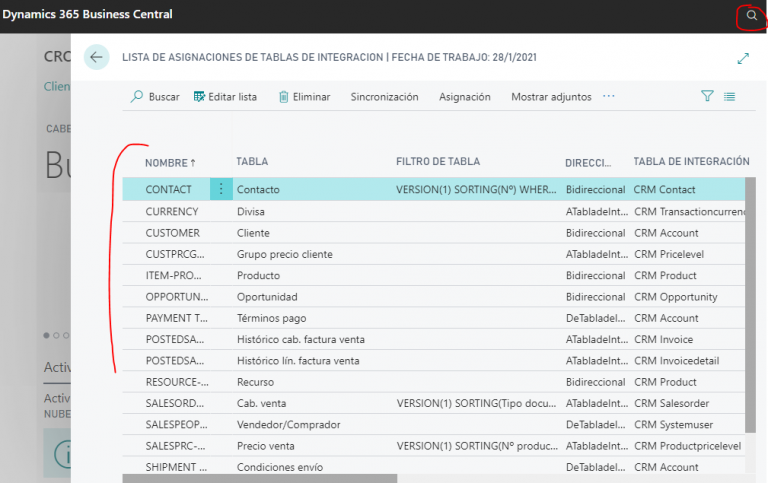 Dynamics 365 Business Central
CRO
LISTA DE ASIGNACIONES DE TABLAS DE INTEGRACION | FECHA DE TRABAJO: 28/1/2021
Clien
Buscar Editar lista Eliminar Sincronización Asignación Mostrar adjuntos ...
CABE
Bu
NOMBRE ↑ TABLA FILTRO DE TABLA DIRECCI... TABLA DE INTEGRACIÓN
CONTACT Contacto VERSION(1) SORTING(Nº) WHER... Bidireccional CRM Contact
CURRENCY Divisa ATabladeInt... CRM Transactioncurrenc
CUSTOMER Cliente Bidireccional CRM Account
CUSTPRCG... Grupo precio cliente ATabladeInt... CRM Pricelevel
ITEM-PRO... Producto Bidireccional CRM Product
OPPORTUN... Oportunidad Bidireccional CRM Opportunity
PAYMENT T... Términos pago DeTabladeI... CRM Account
POSTEDSA... Histórico cab. factura venta ATabladeInt... CRM Invoice
POSTEDSA... Histórico lín. factura venta ATabladeInt... CRM Invoicedetail
Activ
RESOURCE-... Recurso Bidireccional CRM Product
Activ
SALESORD... Cab. venta VERSION(1) SORTING(Tipo docu... ATabladeInt... CRM Salesorder
NUBE
SALESPEOP... Vendedor/Comprador DeTabladeI... CRM Systemuser
SALESPRC-... Precio venta VERSION(1) SORTING(Nº produc... ATabladeInt... CRM Productpricelevel
SHIPMENT ... Condiciones envío DeTabladeI... CRM Account